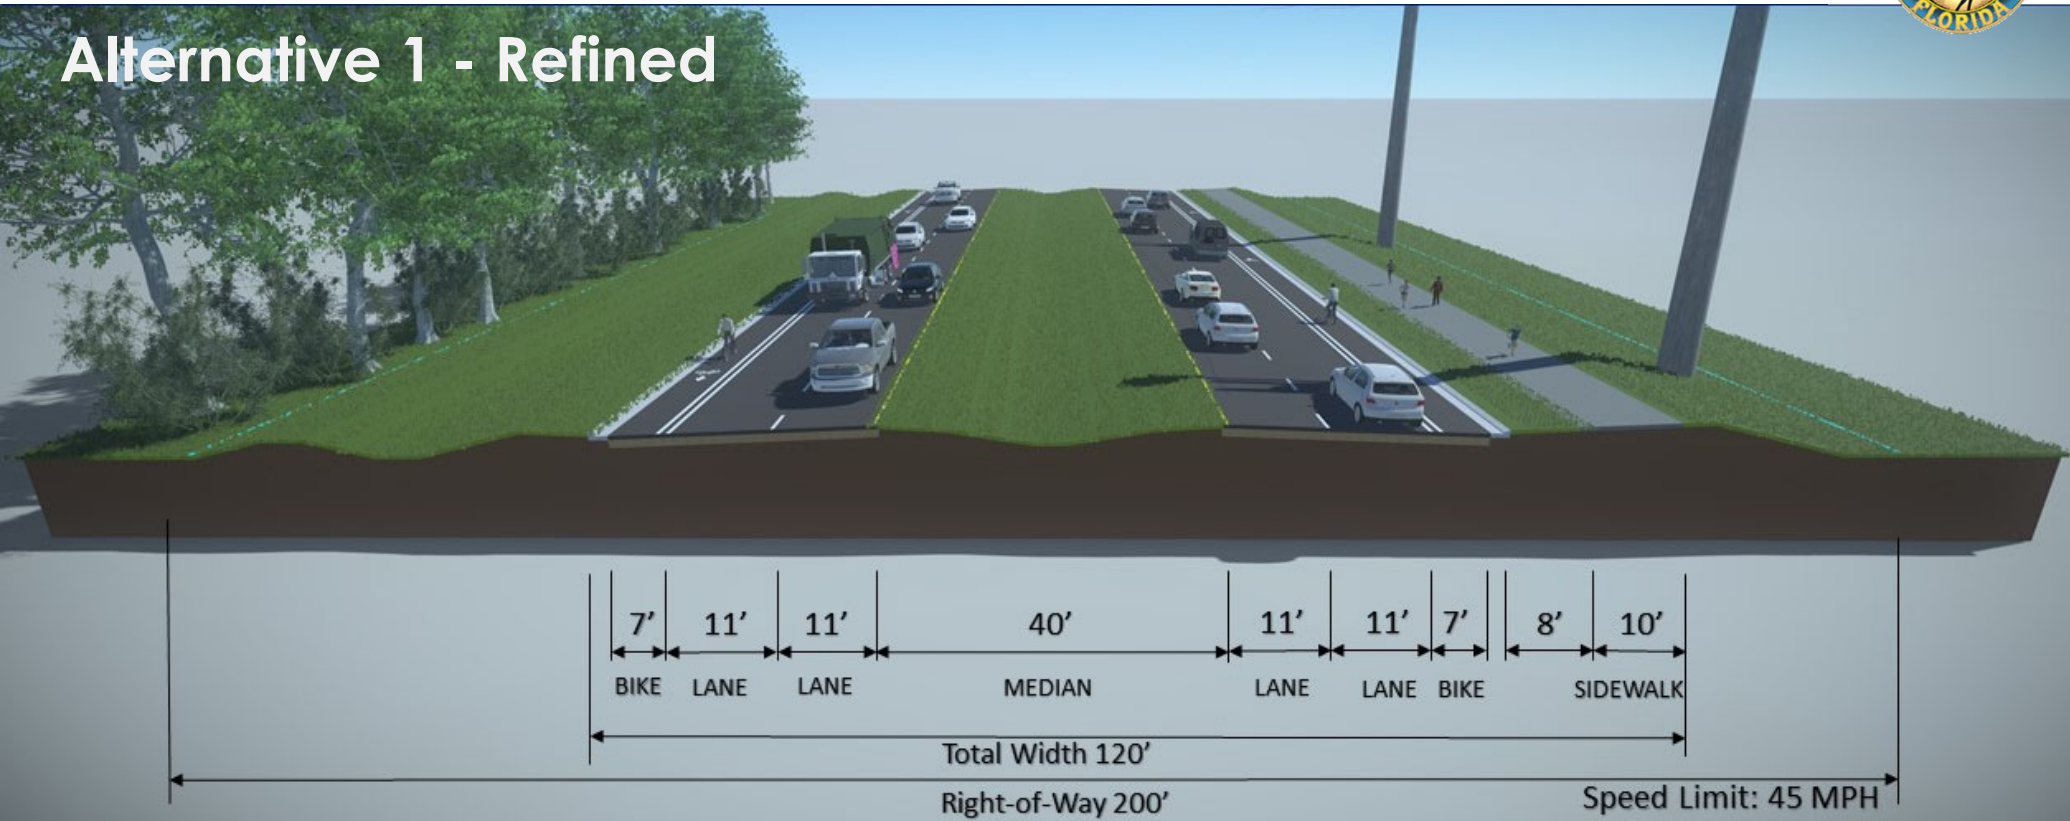 FLORIDA
Alternative 1 - Refined
7’ 11’ 11’ 40’ 11’ 11’ 7’ 8’ 10’
BIKE LANE LANE MEDIAN LANE LANE BIKE SIDEWALK
Total Width 120’
Right-of-Way 200’
Speed Limit: 45 MPH